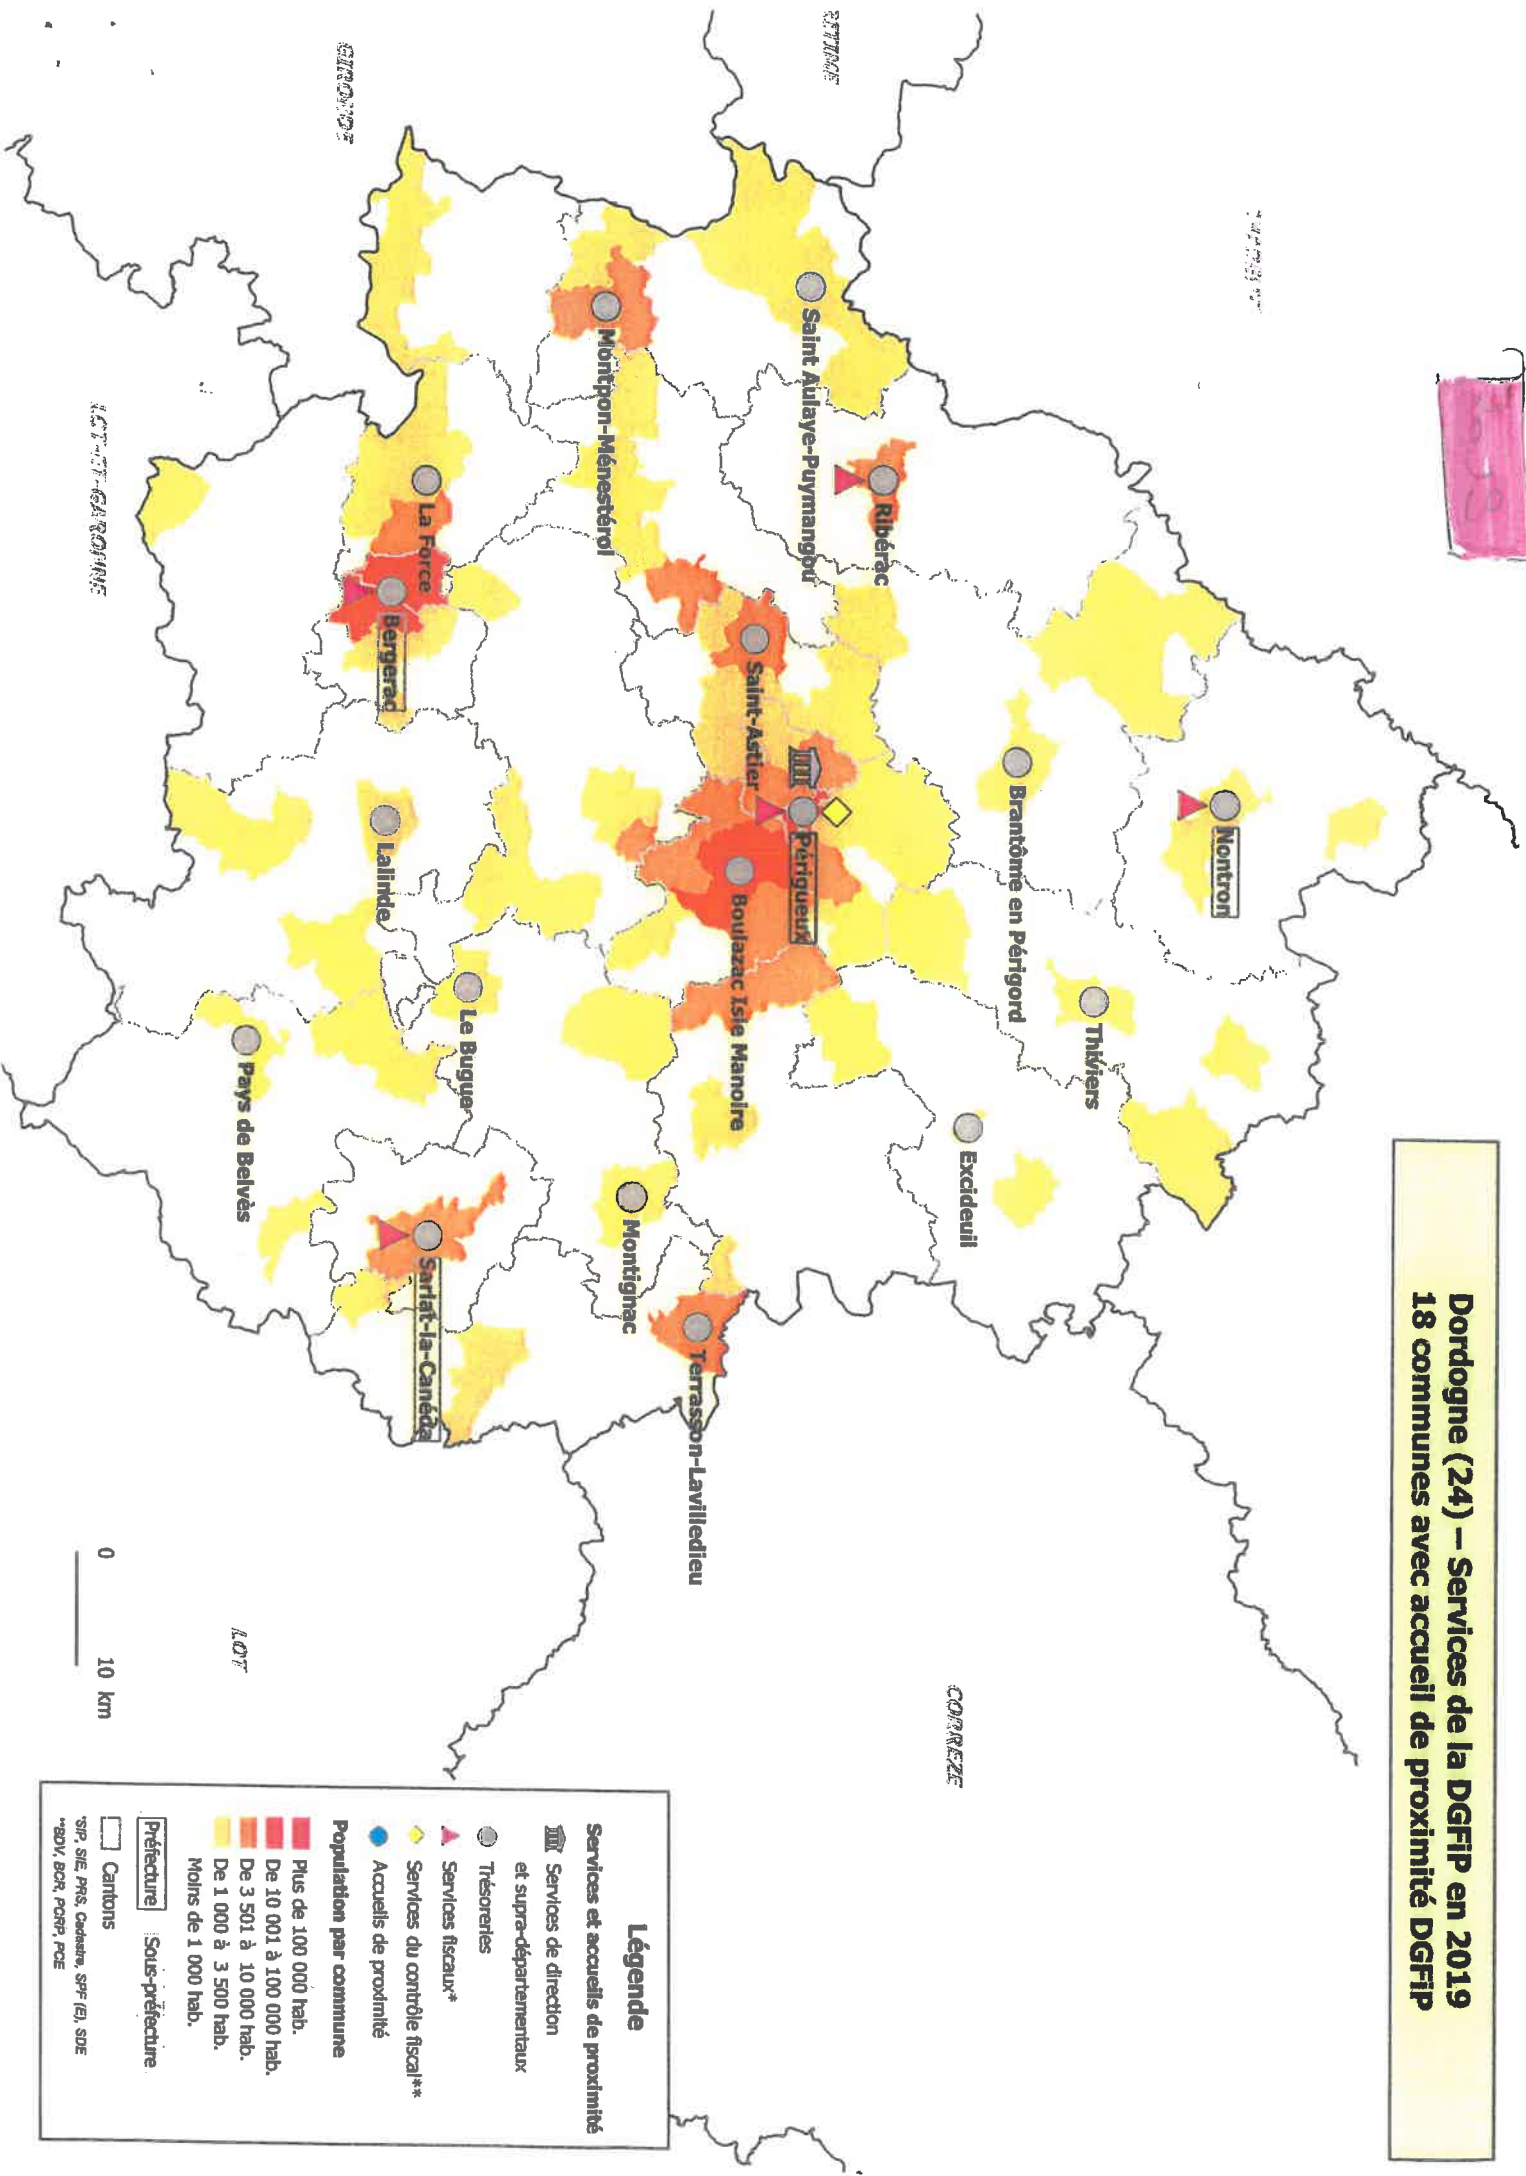 Dordogne (24) – Services de la DGFiP en 2019
18 communes avec accueil de proximité DGFiP
Nontron
Thiviers
Brantôme en Périgord
Excideuil
Ribérac
Saint Aulaye-Puymangou
Périgueux
Saint-Astier
Boulazac Isle Manoire
Terrasson-Lavilledieu
Montignac
Montpon-Ménestérol
La Force
Bergerac
Le Bugue
Lalinde
Sarlat-la-Canéda
Pays de Belvès
GIRONDE
LOT-ET-GARONNE
CORREZE
LOT
0 10 km
Légende
Services et accueils de proximité
Services de direction
et supra-départementaux
Trésoreries
Services fiscaux*
Services du contrôle fiscal**
Accueils de proximité
Population par commune
Plus de 100 000 hab.
De 10 001 à 100 000 hab.
De 3 501 à 10 000 hab.
De 1 000 à 3 500 hab.
Moins de 1 000 hab.
Préfecture Sous-préfecture
Cantons
*SIP, SIE, PRS, Cadastre, SPF (E), SDE
**BDV, BCR, PCRP, PCE